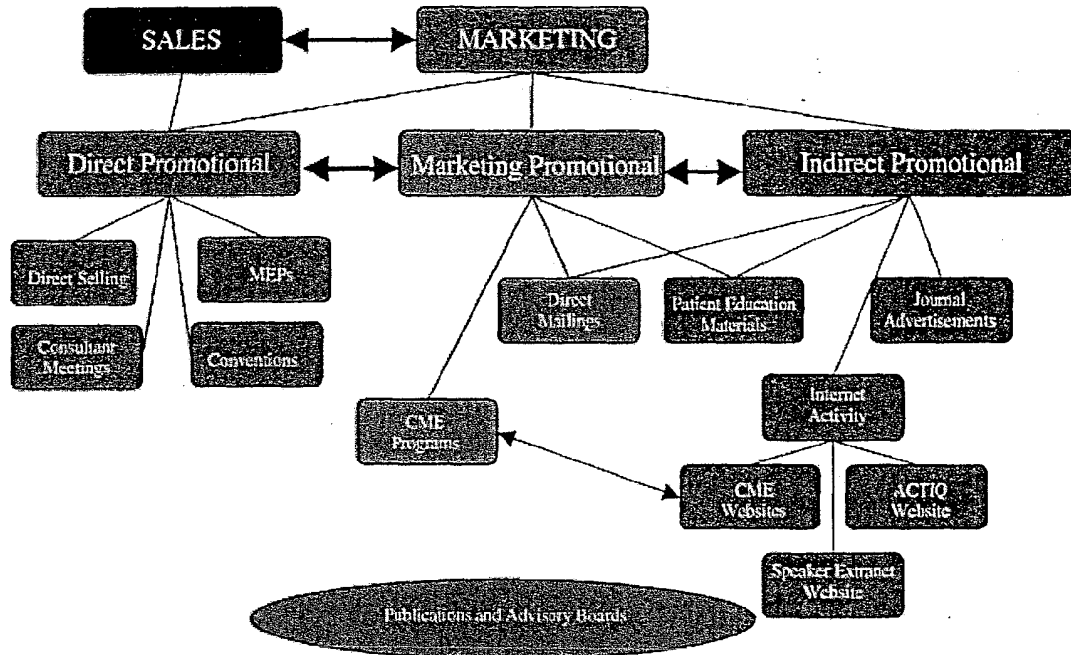 SALES
MARKETING
Direct Promotional
Marketing Promotional
Indirect Promotional
Direct Selling
MEPs
Consultant
Meetings
Conventions
Direct
Mailings
Patient Education
Materials
Journal
Advertisements
CME
Programs
Internet
Activity
CME
Websites
ACTIQ
Website
Speaker Extranet
Website
Publications and Advisory Boards